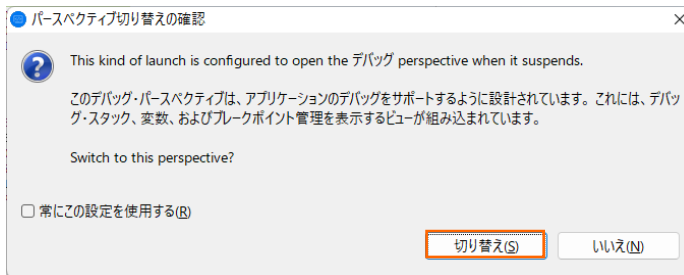 パースペクティブ切り替えの確認
This kind of launch is configured to open the デバッグ perspective when it suspends.
このデバッグ・パースペクティブは、アプリケーションのデバッグをサポートするように設計されています。これには、デバッ
グ・スタック、変数、およびブレークポイント管理を表示するビューが組み込まれています。
Switch to this perspective?
常にこの設定を使用する(R)
切り替え(S)
いいえ(N)